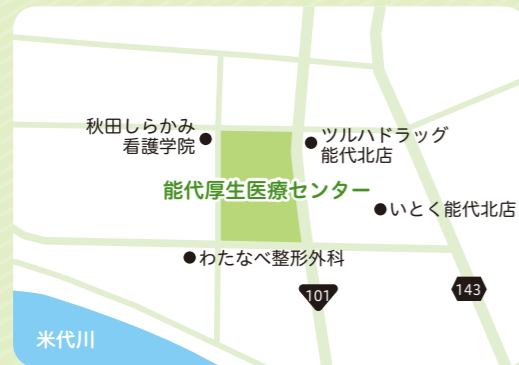 秋田しらかみ
看護学院
ツルハドラッグ
能代北店
能代厚生医療センター
いとく能代北店
わたなべ整形外科
101
143
米代川